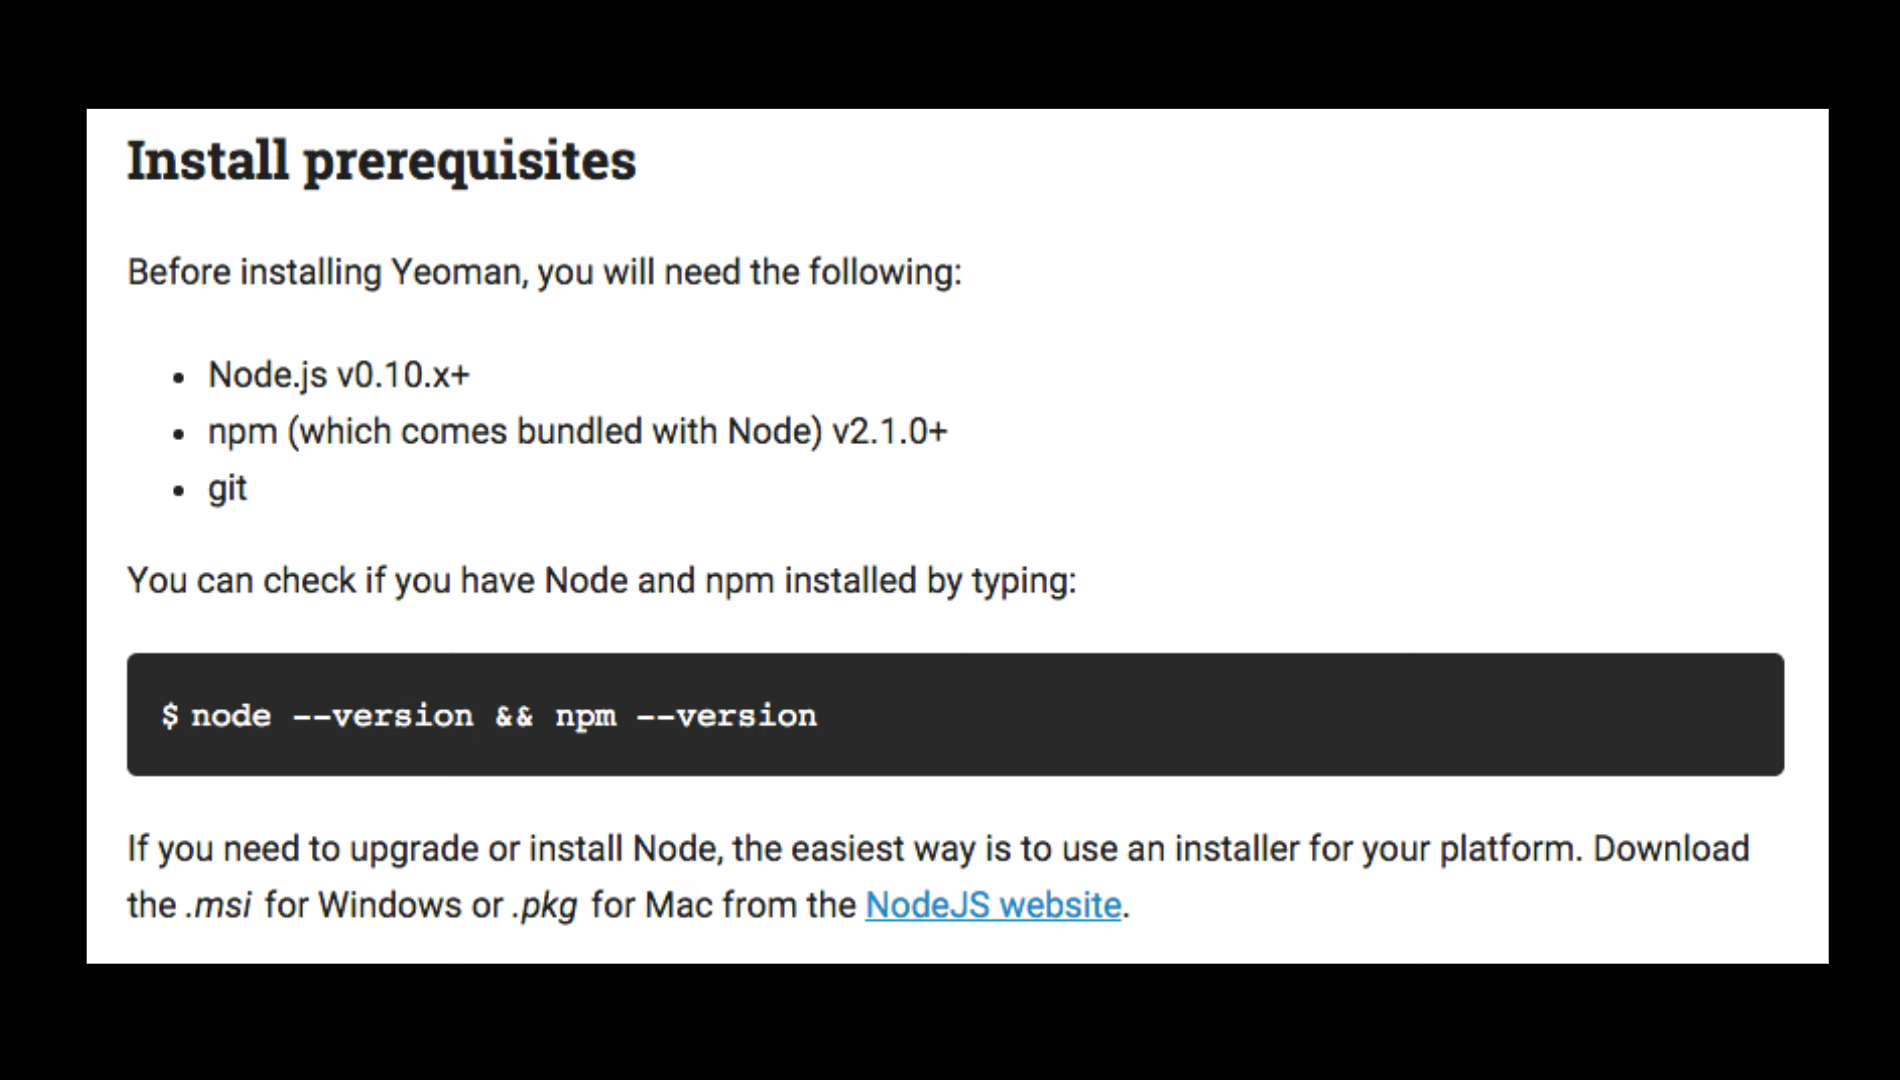 Install prerequisites
Before installing Yeoman, you will need the following:
• Node.js v0.10.x+
• npm (which comes bundled with Node) v2.1.0+
• git
You can check if you have Node and npm installed by typing:
$ node --version && npm --version
If you need to upgrade or install Node, the easiest way is to use an installer for your platform. Download
the .msi for Windows or .pkg for Mac from the NodeJS website.